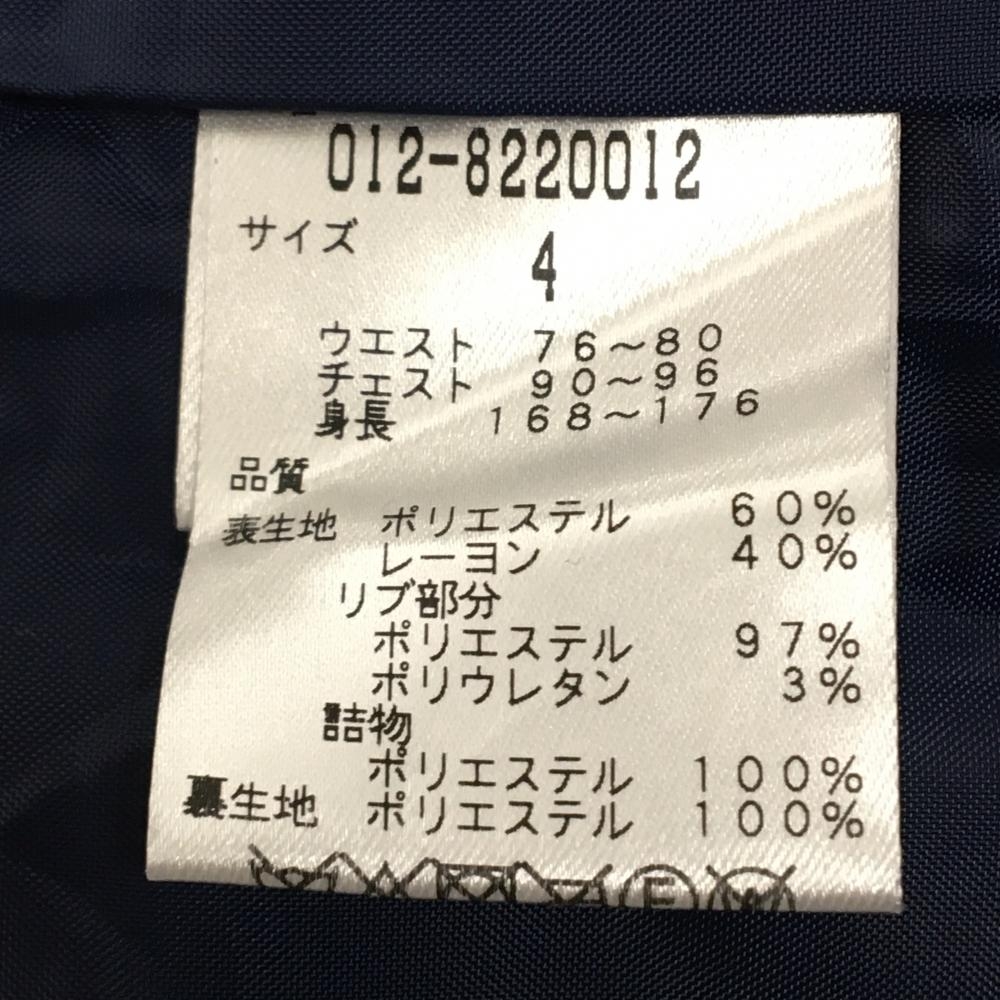 012-8220012
サイズ 4
ウエスト 76~80
チェスト 90~96
身長 168~176
品質
表生地 ポリエステル 60%
レーヨン 40%
リブ部分
ポリエステル 97%
ポリウレタン 3%
詰物
ポリエステル 100%
裏生地 ポリエステル 100%